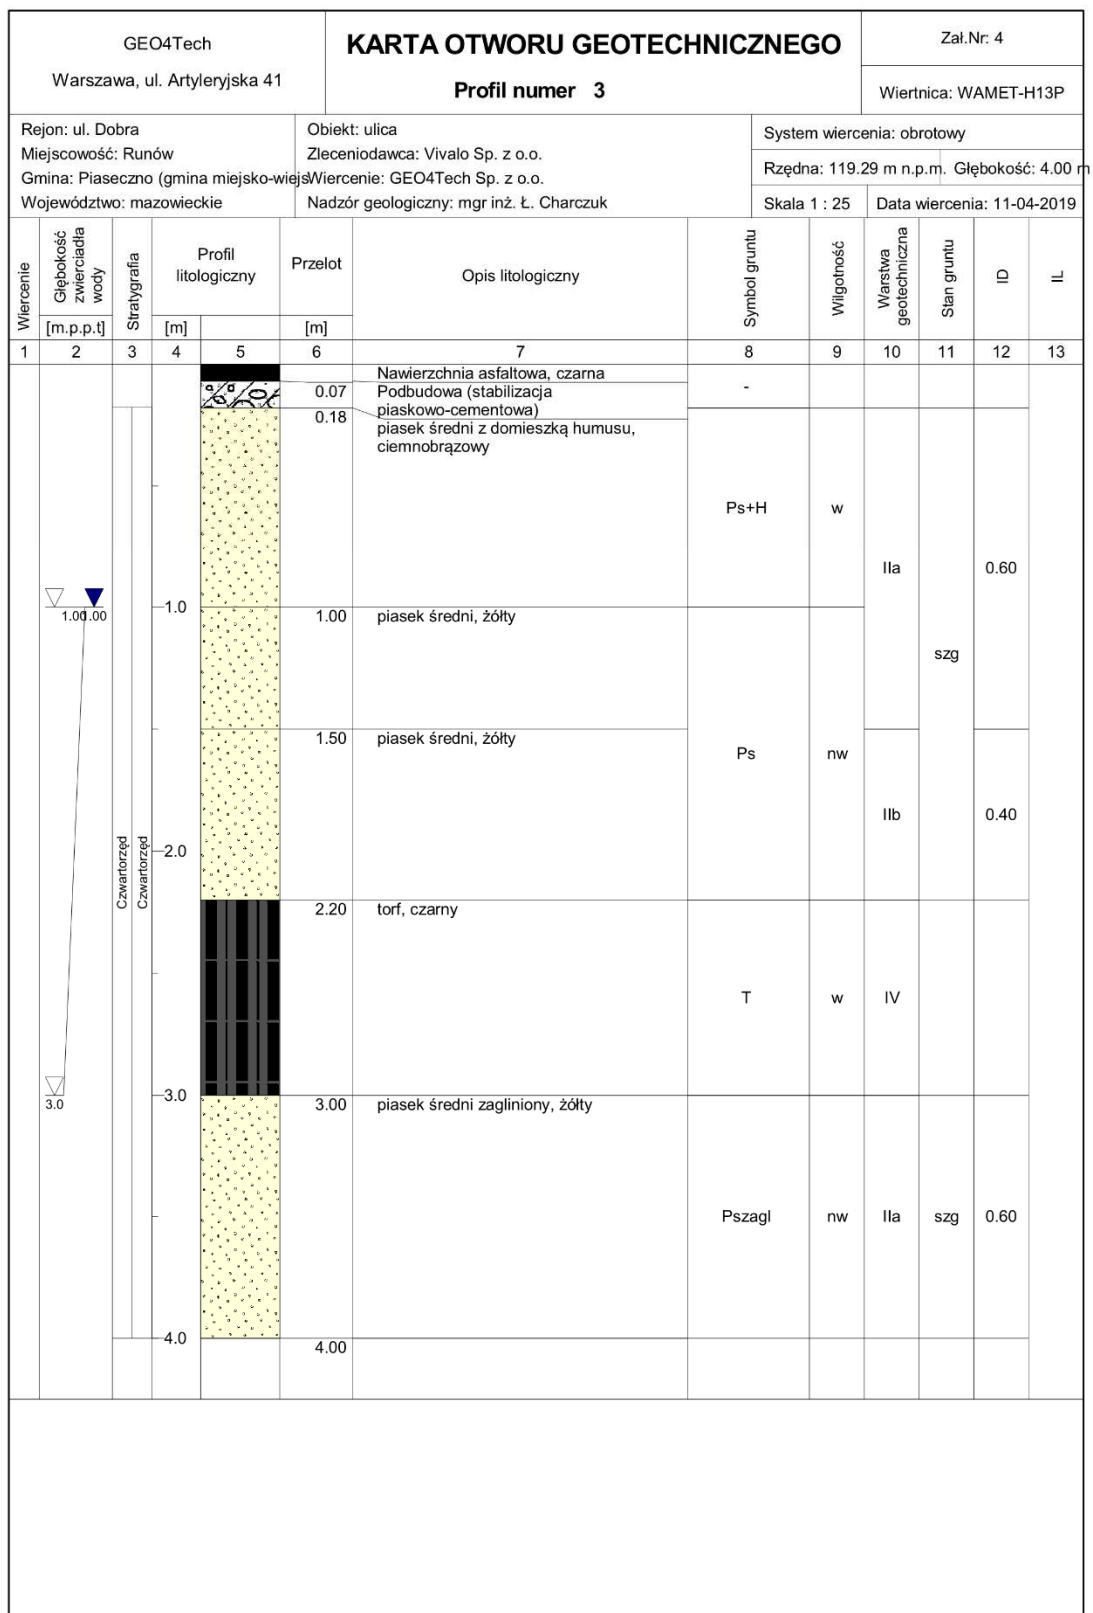 GEO4Tech
Warszawa, ul. Artyleryjska 41
KARTA OTWORU GEOTECHNICZNEGO
Profil numer 3
Zał.Nr: 4
Wiertnica: WAMET-H13P
Rejon: ul. Dobra
Miejscowość: Runów
Gmina: Piaseczno (gmina miejsko-wiejs
Województwo: mazowieckie
Obiekt: ulica
Zleceniodawca: Vivalo Sp. z o.o.
Wiercenie: GEO4Tech Sp. z o.o.
Nadzór geologiczny: mgr inż. Ł. Charczuk
System wiercenia: obrotowy
Rzędna: 119.29 m n.p.m. Głębokość: 4.00 m
Skala 1 : 25 Data wiercenia: 11-04-2019
Wiercenie
Głębokość
zwierciadła
wody
[m.p.p.t]
Stratygrafia
Profil
litologiczny
[m]
Przelot
[m]
Opis litologiczny
Symbol gruntu
Wilgotność
Warstwa
geotechniczna
Stan gruntu
ID
IL
1 2 3 4 5 6 7 8 9 10 11 12 13
Nawierzchnia asfaltowa, czarna
0.07 Podbudowa (stabilizacja
piaskowo-cementowa)
-
0.18 piasek średni z domieszką humusu,
ciemnobrązowy
Ps+H w
IIa 0.60
1.00 1.00
1.0
1.00 piasek średni, żółty
szg
1.50 piasek średni, żółty
Ps nw
IIb 0.40
2.0
Czwartorzęd
Czwartorzęd
2.20 torf, czarny
T w IV
3.0
3.0
3.00 piasek średni zagliniony, żółty
Pszagl nw IIa szg 0.60
4.0
4.00